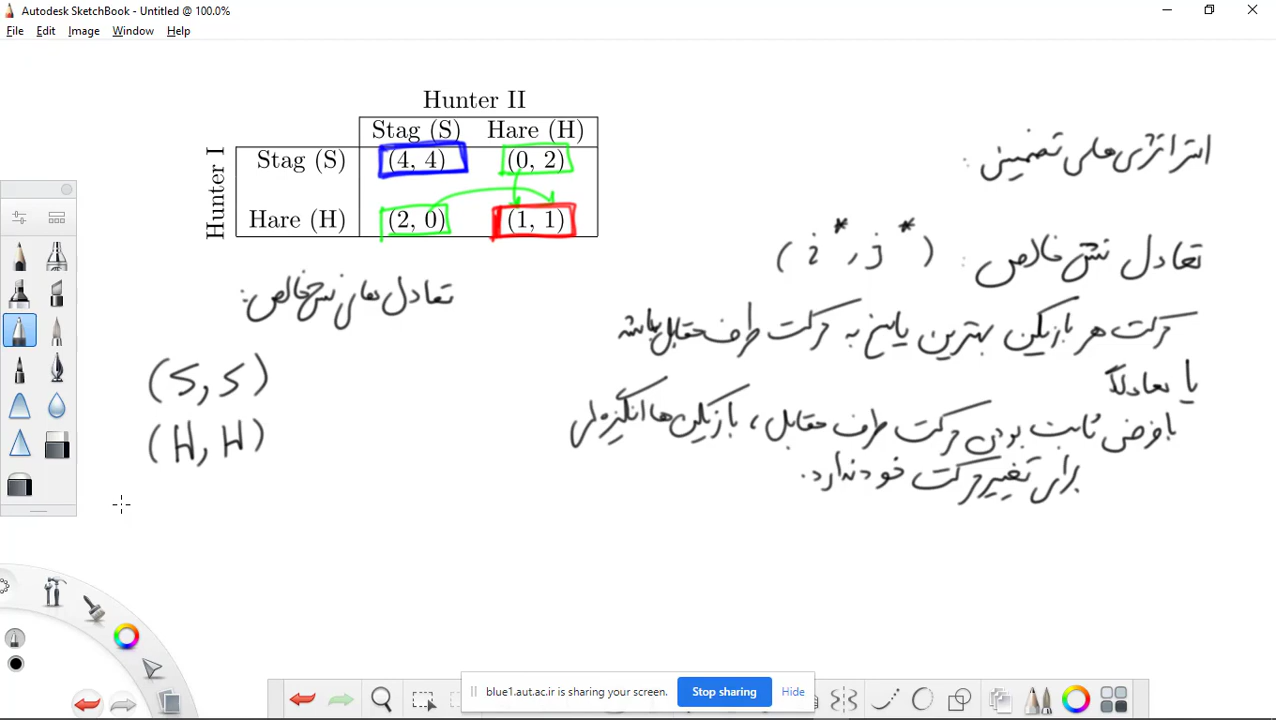 Autodesk SketchBook - Untitled @ 100.0%
File Edit Image Window Help
Hunter II
Stag (S) Hare (H)
Hunter I
Stag (S) (4, 4) (0, 2)
Hare (H) (2, 0) (1, 1)
استراتژی های تضمینی :
تعادل نش خالص : (i*, j*)
حرکت هر بازیکن بهترین پاسخ به حرکت طرف مقابل باشد
یا معادلاً
با فرض ثابت بودن حرکت طرف مقابل، بازیکن ها انگیزه ای
برای تغییر حرکت خود ندارد.
تعادل های نش خالص:
(S, S)
(H, H)
blue1.aut.ac.ir is sharing your screen. Stop sharing Hide